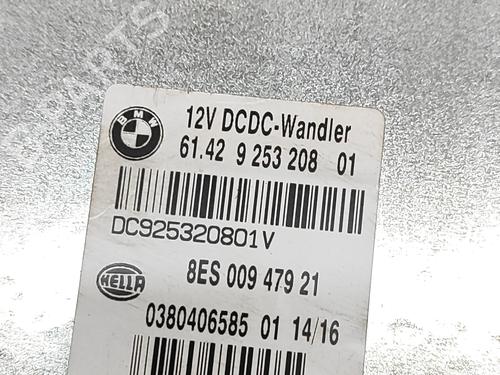 BMW
12V DCDC-Wandler
61.42 9 253 208 01
DC925320801V
HELLA
8ES 009 479 21
0380406585 01 14/16